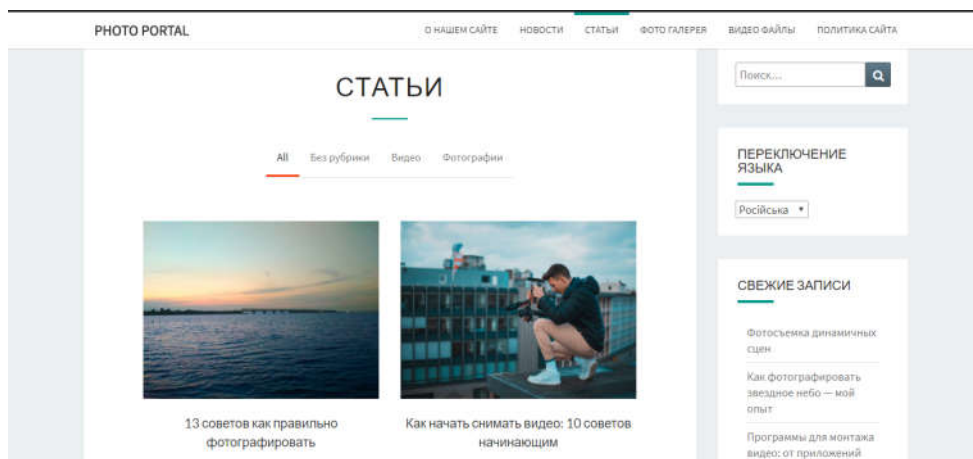 PHOTO PORTAL
О НАШЕМ САЙТЕ НОВОСТИ СТАТЬИ ФОТО ГАЛЕРЕЯ ВИДЕО ФАЙЛЫ ПОЛИТИКА САЙТА
СТАТЬИ
All Без рубрики Видео Фотографии
13 советов как правильно
фотографировать
Как начать снимать видео: 10 советов
начинающим
Поиск...
ПЕРЕКЛЮЧЕНИЕ
ЯЗЫКА
Російська
СВЕЖИЕ ЗАПИСИ
Фотосъемка динамичных
сцен
Как фотографировать
звездное небо — мой
опыт
Программы для монтажа
видео: от приложений